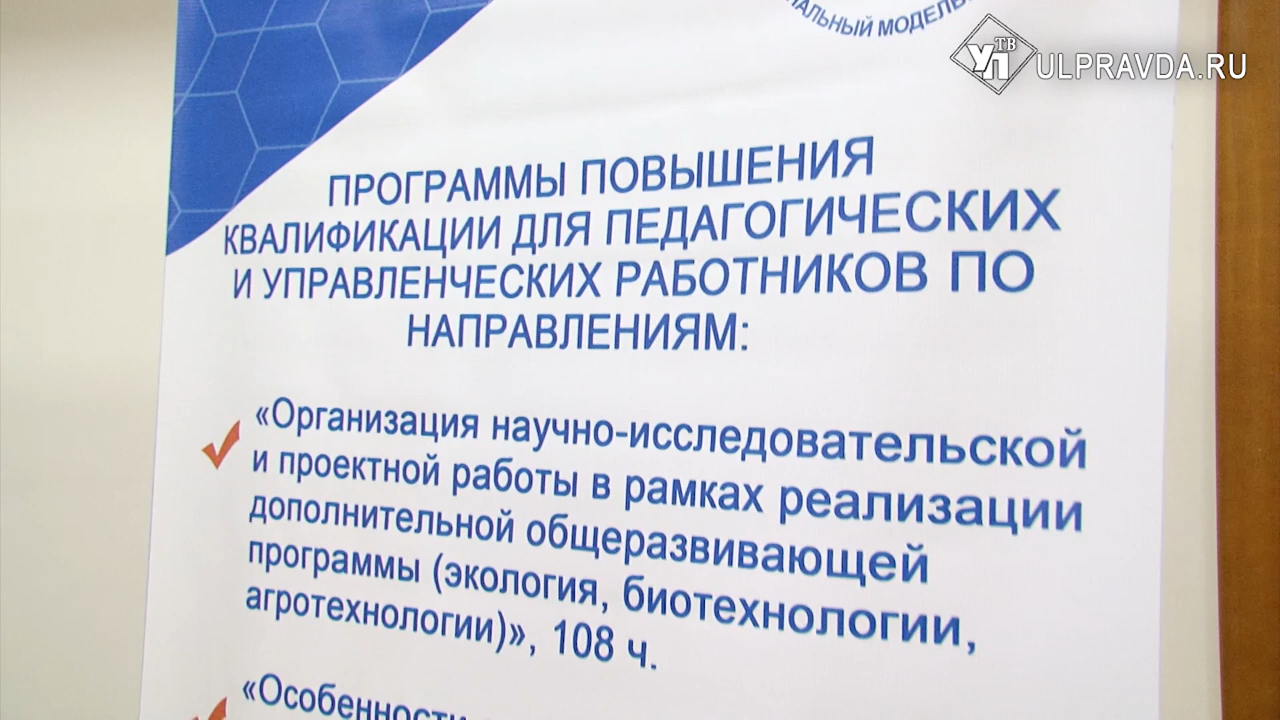 МОДЕЛЬ
УП ТВ ULPRAVDA.RU
ПРОГРАММЫ ПОВЫШЕНИЯ
КВАЛИФИКАЦИИ ДЛЯ ПЕДАГОГИЧЕСКИХ
И УПРАВЛЕНЧЕСКИХ РАБОТНИКОВ ПО
НАПРАВЛЕНИЯМ:
«Организация научно-исследовательской
и проектной работы в рамках реализации
дополнительной общеразвивающей
программы (экология, биотехнологии,
агротехнологии)», 108 ч.
«Особенности